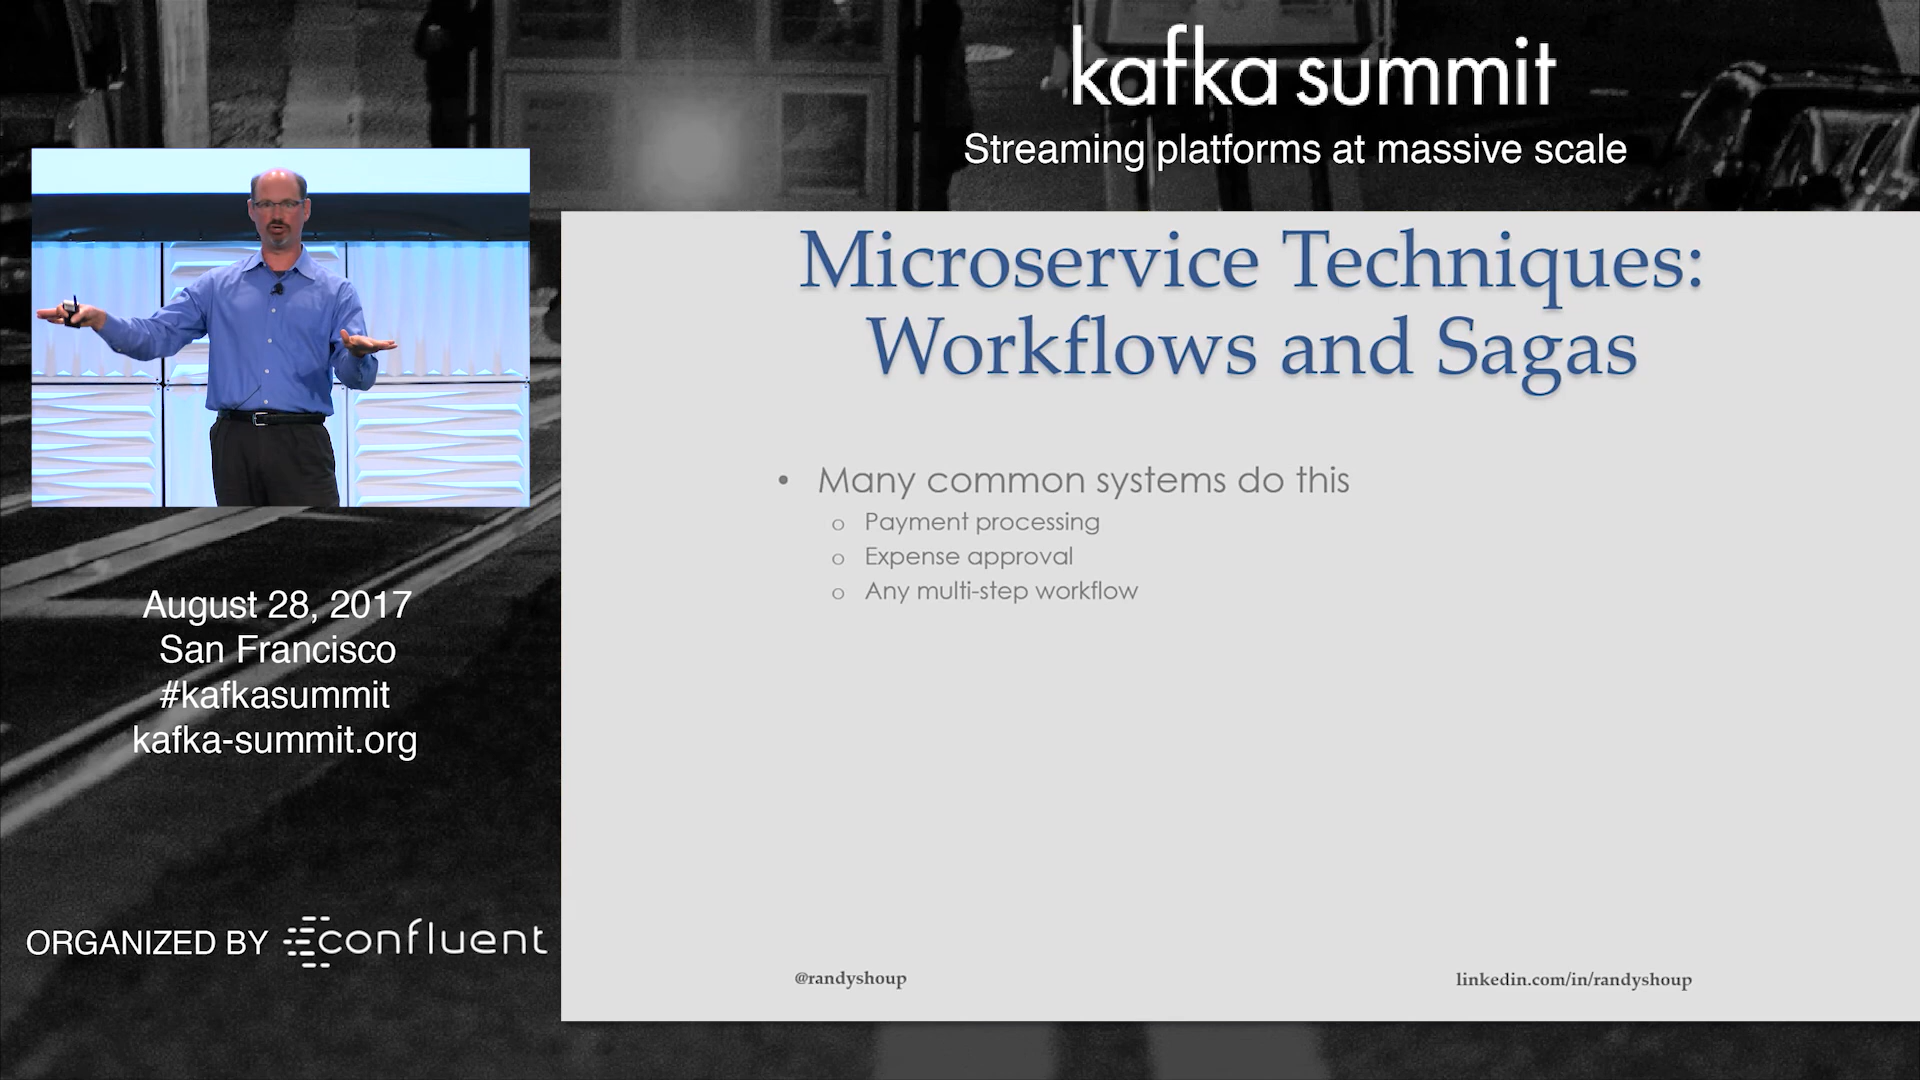 kafka summit
Streaming platforms at massive scale
Microservice Techniques:
Workflows and Sagas
• Many common systems do this
o Payment processing
o Expense approval
o Any multi-step workflow
@randyshoup
linkedin.com/in/randyshoup
August 28, 2017
San Francisco
#kafkasummit
kafka-summit.org
ORGANIZED BY confluent